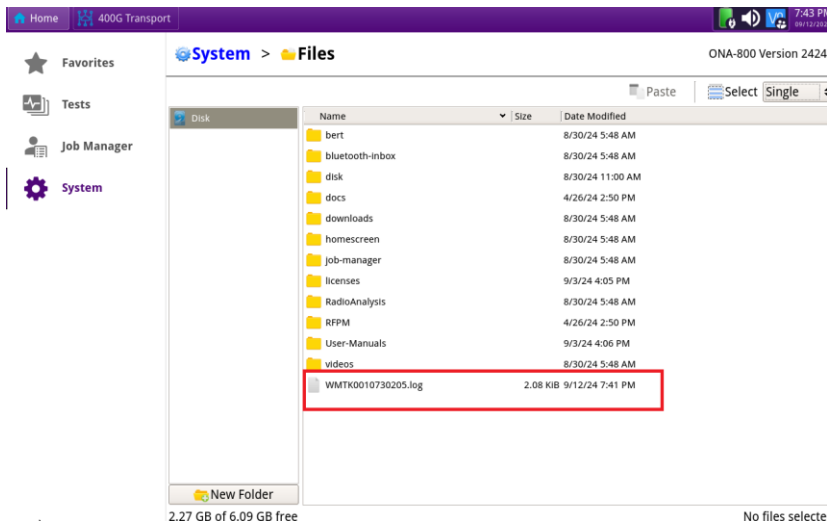 Home 400G Transport 7:43 PM
09/12/202
Favorites
Tests
Job Manager
System
System > Files ONA-800 Version 2424
Paste Select Single
Disk
Name Size Date Modified
bert 8/30/24 5:48 AM
bluetooth-inbox 8/30/24 5:48 AM
disk 8/30/24 11:00 AM
docs 4/26/24 2:50 PM
downloads 8/30/24 5:48 AM
homescreen 8/30/24 5:48 AM
job-manager 8/30/24 5:48 AM
licenses 9/3/24 4:05 PM
RadioAnalysis 8/30/24 5:48 AM
RFPM 4/26/24 2:50 PM
User-Manuals 9/3/24 4:06 PM
videos 8/30/24 5:48 AM
WMTK0010730205.log 2.08 KiB 9/12/24 7:41 PM
New Folder
2.27 GB of 6.09 GB free No files selecte